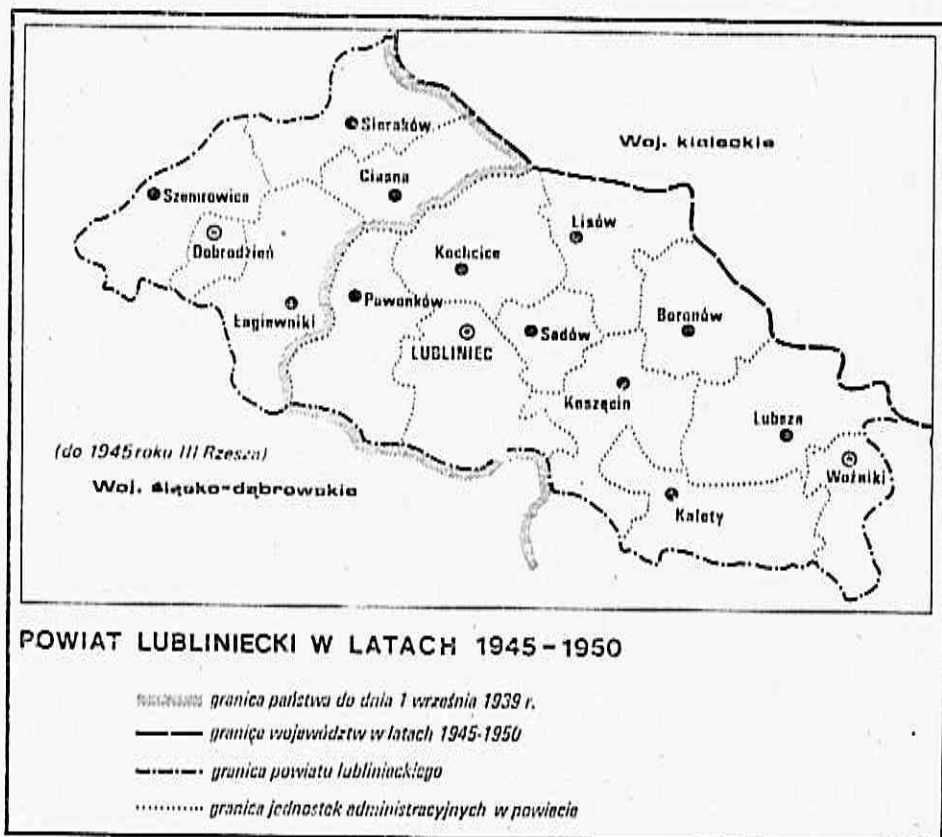 Sieraków
Woj. kieleckie
Ciasna
Szemrowice
Lisów
Dobrodzień
Kochcice
Pawonków
Łagiewniki
Boronów
Sadów
LUBLINIEC
Koszęcin
Lubsza
(do 1945 roku III Rzesza)
Woźniki
Woj. śląsko-dąbrowskie
Kalety
POWIAT LUBLINIECKI W LATACH 1945-1950
granica państwa do dnia 1 września 1939 r.
granice województw w latach 1945-1950
granica powiatu lublinieckiego
granica jednostek administracyjnych w powiecie